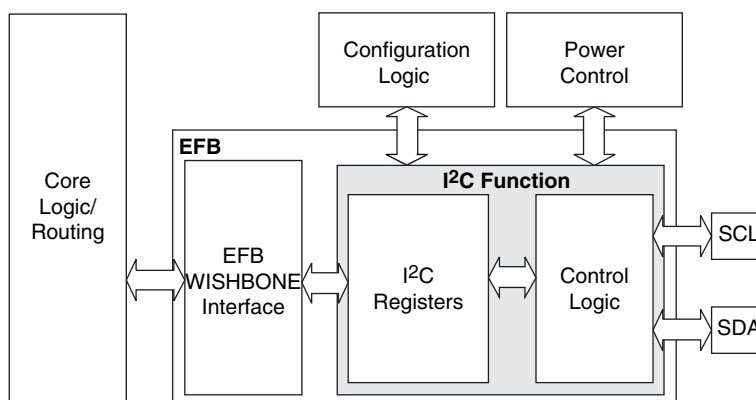 Configuration
Logic
Power
Control
EFB
I²C Function
Core
Logic/
Routing
EFB
WISHBONE
Interface
I²C
Registers
Control
Logic
SCL
SDA